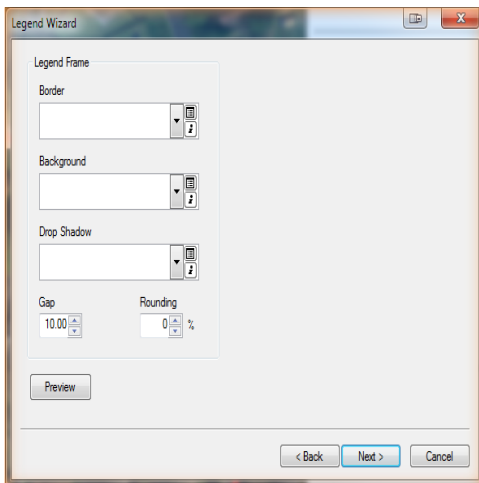 Legend Wizard
Legend Frame
Border
Background
Drop Shadow
Gap
Rounding
10.00
0
%
Preview
< Back
Next >
Cancel